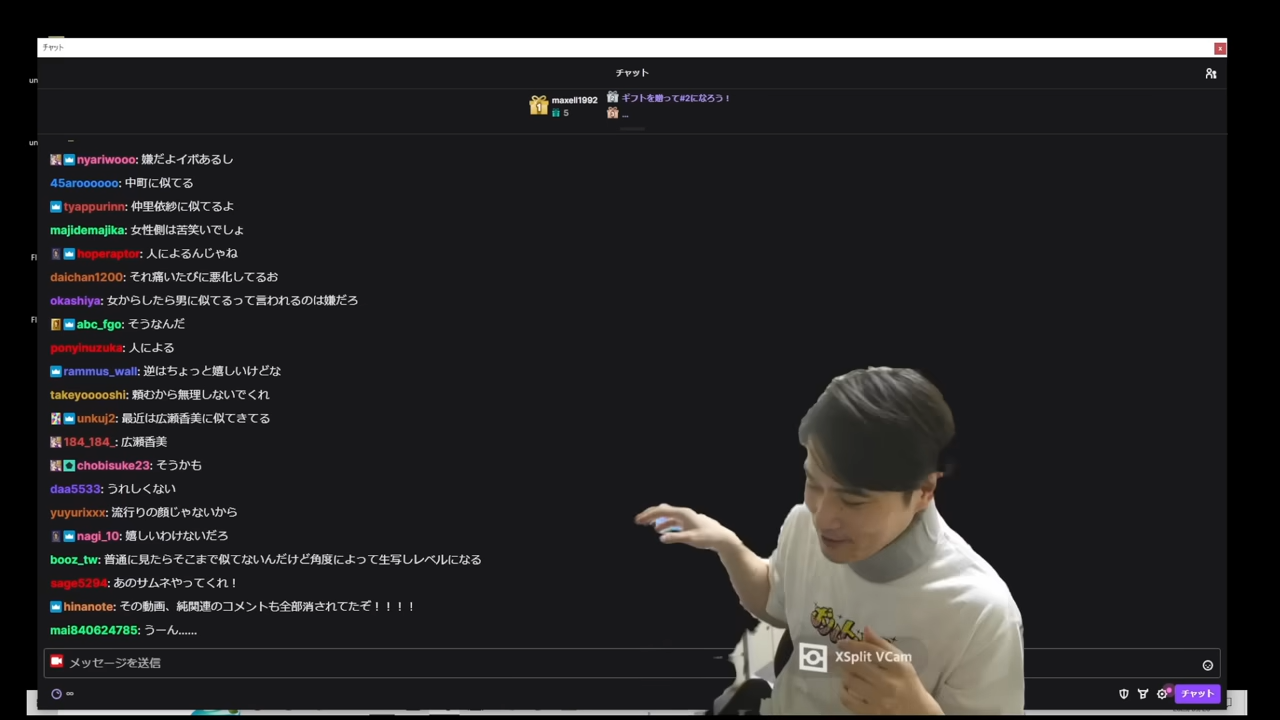 チャット
チャット
maxell1992
5
ギフトを贈って#2になろう！
...
nyariwooo: 嫌だよイボあるし
45aroooooo: 中町に似てる
tyappurinn: 仲里依紗に似てるよ
majidemajika: 女性側は苦笑いでしょ
hoperaptor: 人によるんじゃね
daichan1200: それ痛いたびに悪化してるお
okashiya: 女からしたら男に似てるって言われるのは嫌だろ
abc_fgo: そうなんだ
ponyinuzuka: 人による
rammus_wall: 逆はちょっと嬉しいけどな
takeyooooshi: 頼むから無理しないでくれ
unkuj2: 最近は広瀬香美に似てきてる
184_184_: 広瀬香美
chobisuke23: そうかも
daa5533: うれしくない
yuyurixxx: 流行りの顔じゃないから
nagi_10: 嬉しいわけないだろ
booz_tw: 普通に見たらそこまで似てないんだけど角度によって生写しレベルになる
sage5294: あのサムネやってくれ！
hinanote: その動画、純関連のコメントも全部消されてたぞ！！！！
mai840624785: うーん......
XSplit VCam
メッセージを送信
チャット